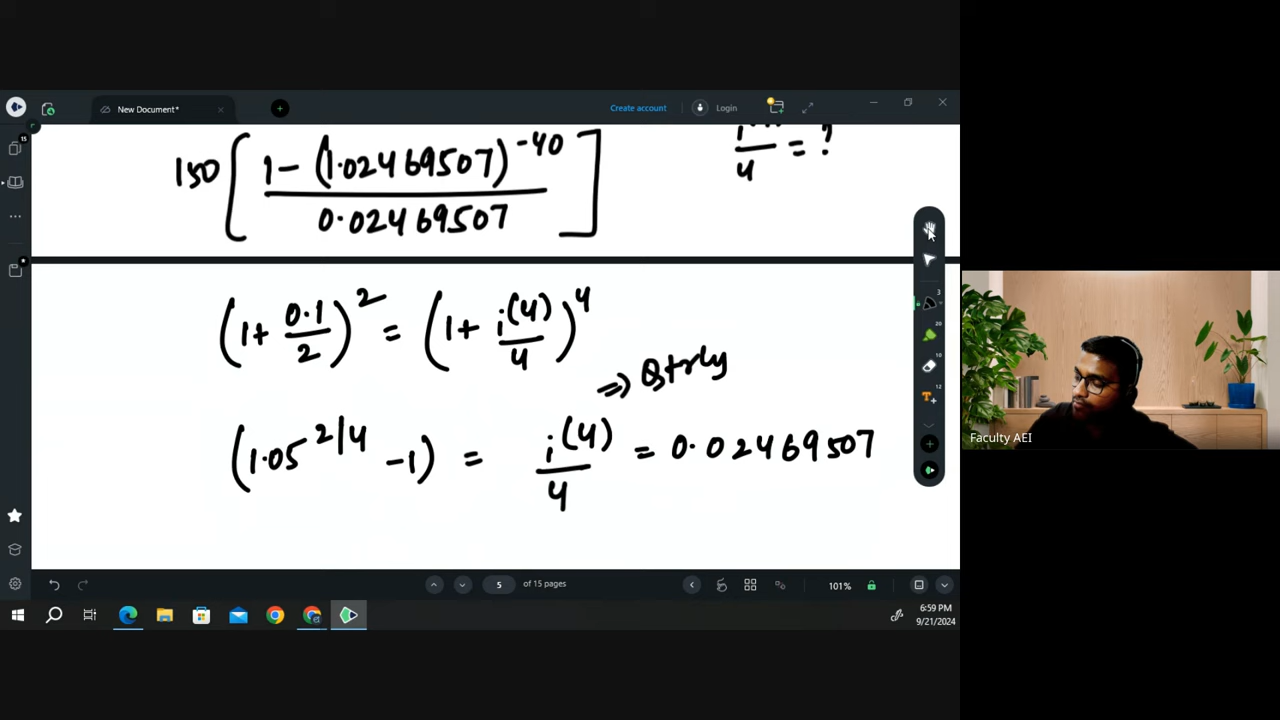 New Document*
Create account
Login
150 [ 1 - (1.02469507)^-40 / 0.02469507 ]
4 = ?
(1 + 0.1/2)^2 = (1 + i^(4)/4)^4
⇒ Qtrly
(1.05^2/4 - 1) = i^(4)/4 = 0.02469507
Faculty AEI
5 of 15 pages
101%
6:59 PM
9/21/2024